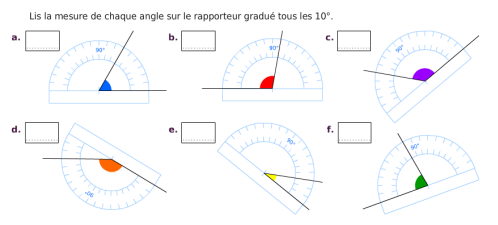 Lis la mesure de chaque angle sur le rapporteur gradué tous les 10°.
a. b. c.
90° 90° 90°
d. e. f.
90° 90° 90°